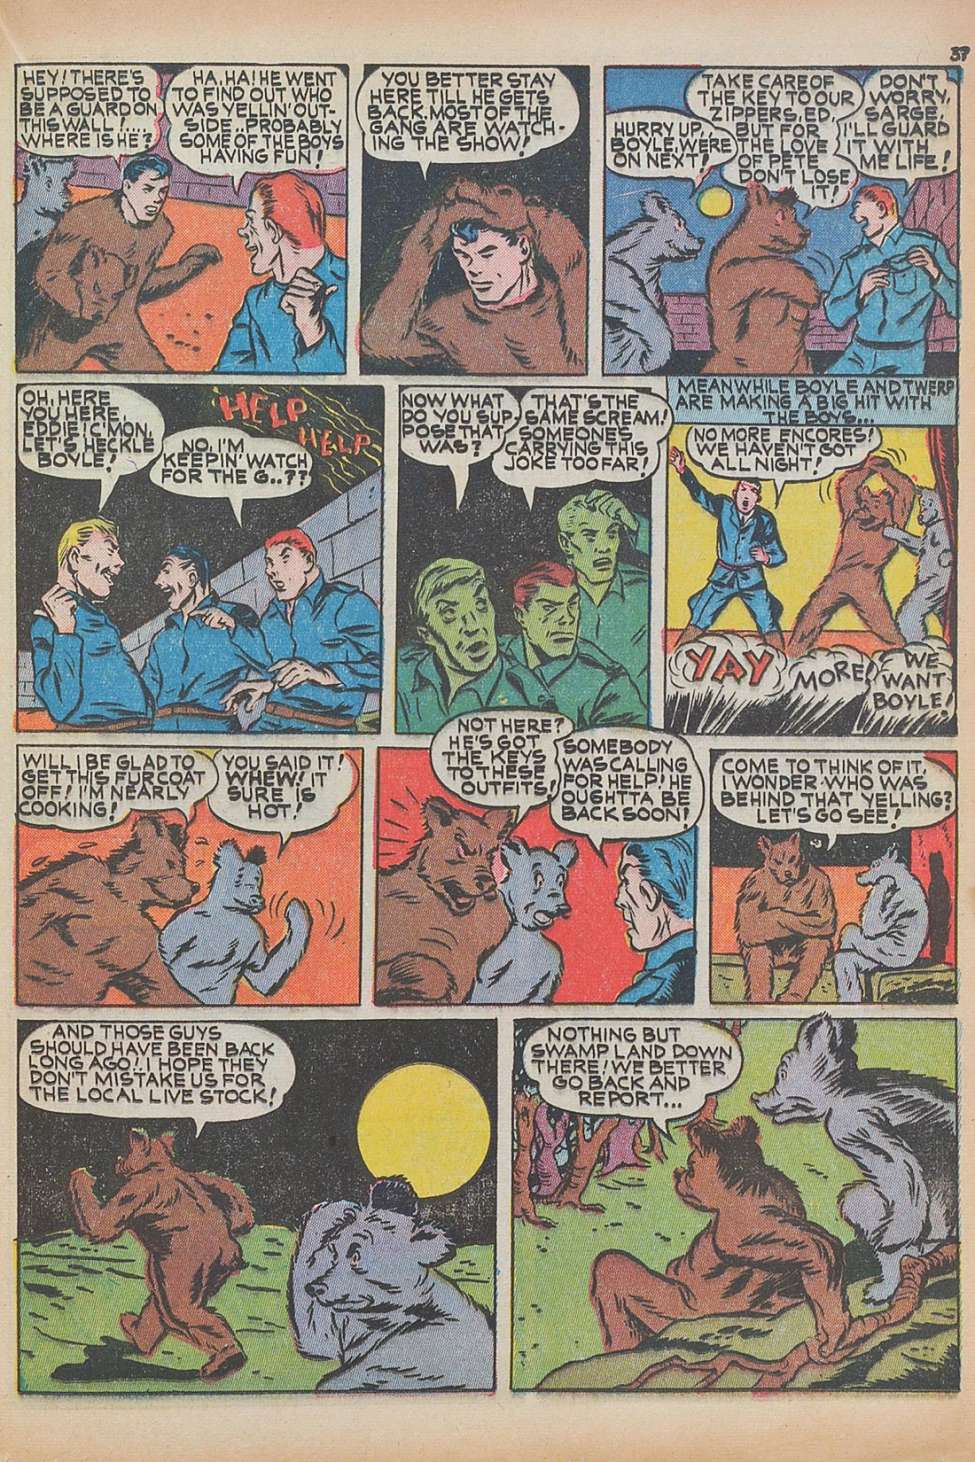 37
HEY! THERE'S
SUPPOSED TO
BE A GUARD ON
THIS WALL!....
WHERE IS HE?
HA, HA! HE WENT
TO FIND OUT WHO
WAS YELLIN' OUT-
SIDE.. PROBABLY
SOME OF THE BOYS
HAVING FUN!
YOU BETTER STAY
HERE TILL HE GETS
BACK. MOST OF THE
GANG ARE WATCH-
ING THE SHOW!
HURRY UP,
BOYLE, WE'RE
ON NEXT!
TAKE CARE OF
THE KEY TO OUR
ZIPPERS, ED,
BUT FOR
THE LOVE
OF PETE
DON'T LOSE
IT!
DON'T
WORRY,
SARGE,
I'LL GUARD
IT WITH
ME LIFE!
OH, HERE
YOU HERE,
EDDIE! C'MON,
LET'S HECKLE
BOYLE!
NO, I'M
KEEPIN' WATCH
FOR THE G..??
HELP
HELP
NOW WHAT
DO YOU SUP-
POSE THAT
WAS?
THAT'S THE
SAME SCREAM!
SOMEONE'S
CARRYING THIS
JOKE TOO FAR!
MEANWHILE BOYLE AND TWERP
ARE MAKING A BIG HIT WITH
THE BOYS...
NO MORE ENCORES!
WE HAVEN'T GOT
ALL NIGHT!
YAY
MORE!
WE
WANT
BOYLE!
WILL I BE GLAD TO
GET THIS FUR COAT
OFF! I'M NEARLY
COOKING!
YOU SAID IT!
WHEW! IT
SURE IS
HOT!
NOT HERE?
HE'S GOT
THE KEYS
TO THESE
OUTFITS!
SOMEBODY
WAS CALLING
FOR HELP! HE
OUGHTTA BE
BACK SOON!
COME TO THINK OF IT,
I WONDER WHO WAS
BEHIND THAT YELLING?
LET'S GO SEE!
AND THOSE GUYS
SHOULD HAVE BEEN BACK
LONG AGO!. I HOPE THEY
DON'T MISTAKE US FOR
THE LOCAL LIVE STOCK!
NOTHING BUT
SWAMP LAND DOWN
THERE! WE BETTER
GO BACK AND
REPORT...